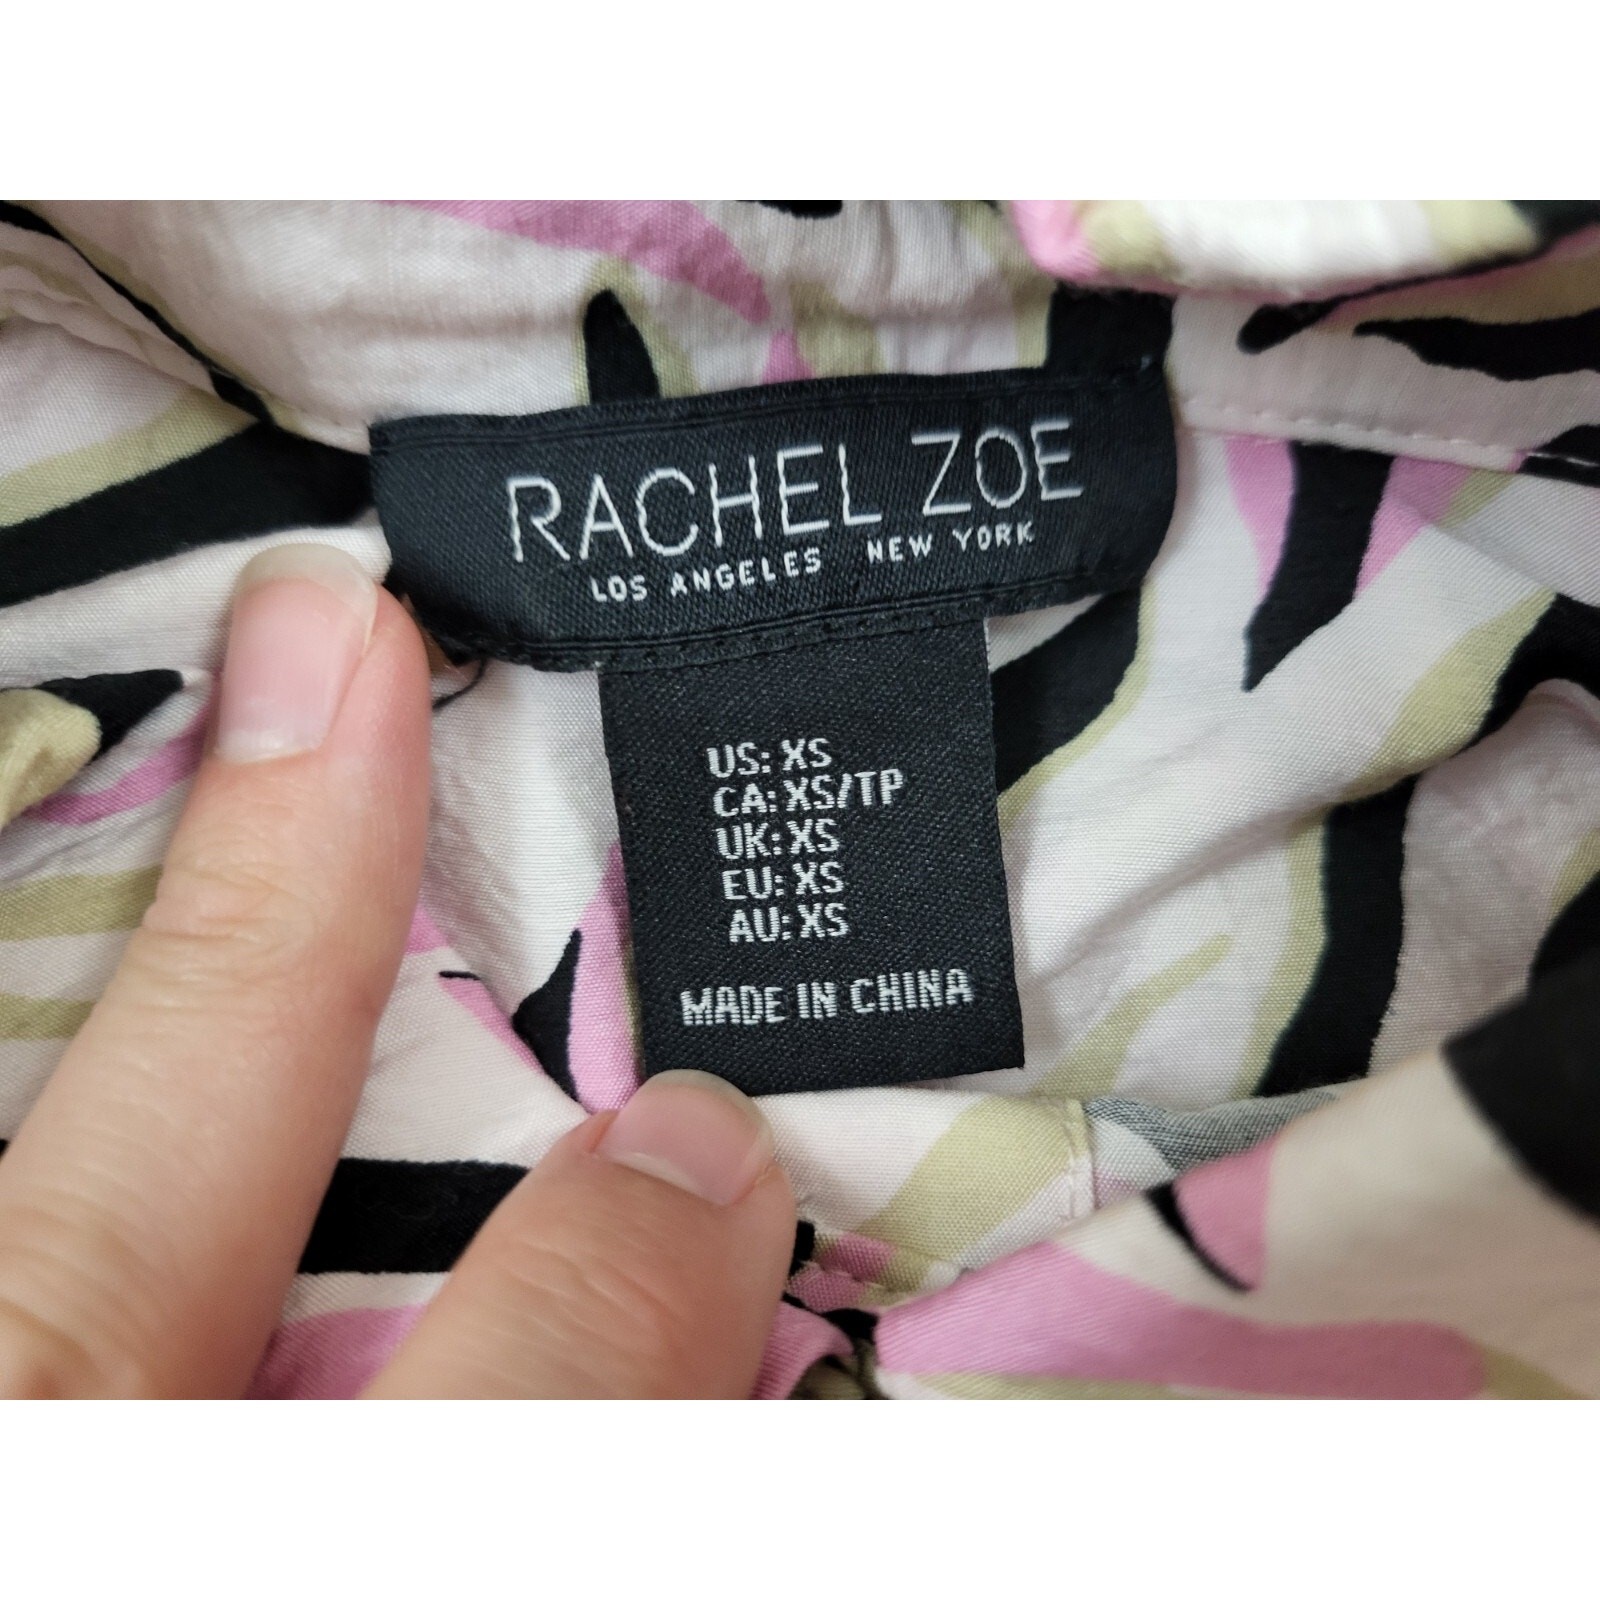 RACHEL ZOE
LOS ANGELES NEW YORK
US: XS
CA: XS/TP
UK: XS
EU: XS
AU: XS
MADE IN CHINA